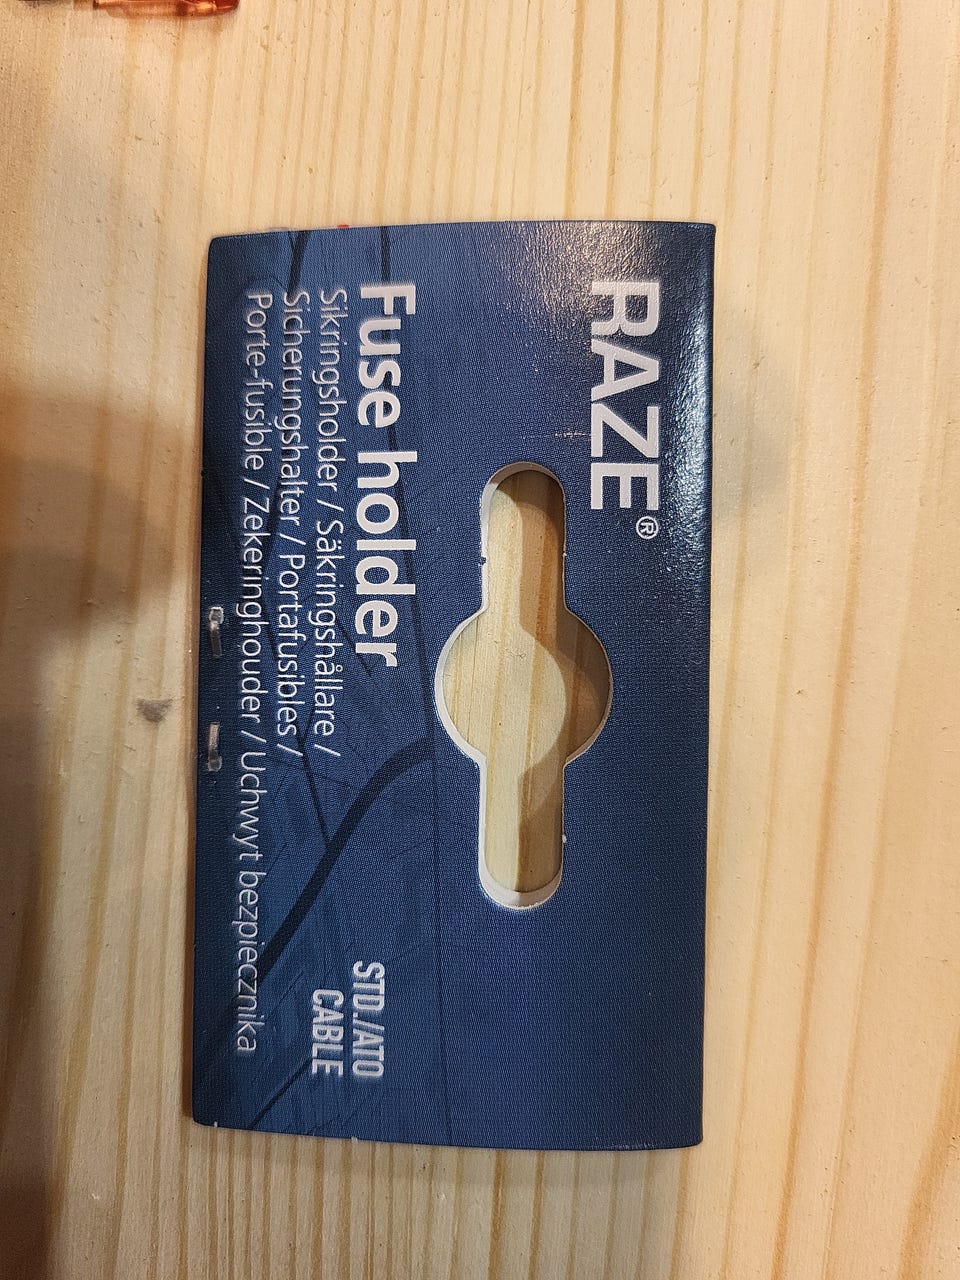 RAZE®
Fuse holder
Sikringsholder / Säkringshållare /
Sicherungshalter / Portafusibles /
Porte-fusible / Zekeringhouder / Uchwyt bezpiecznika
STD./ATO
CABLE